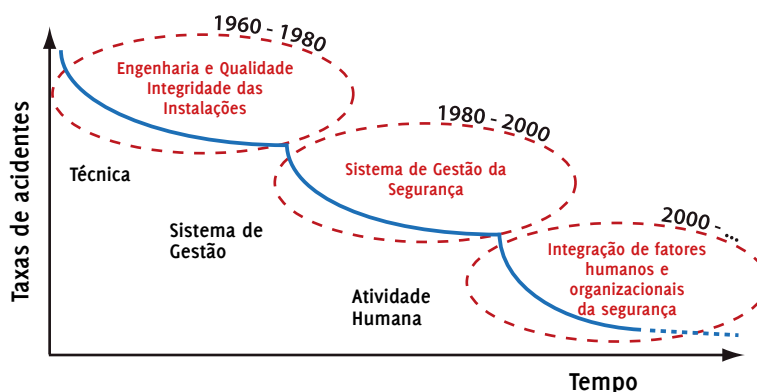 1960 - 1980
Engenharia e Qualidade
Integridade das
Instalações
1980 - 2000
Sistema de Gestão da
Segurança
2000 - ...
Integração de fatores
humanos e
organizacionais
da segurança
Técnica
Sistema de
Gestão
Atividade
Humana
Taxas de acidentes
Tempo